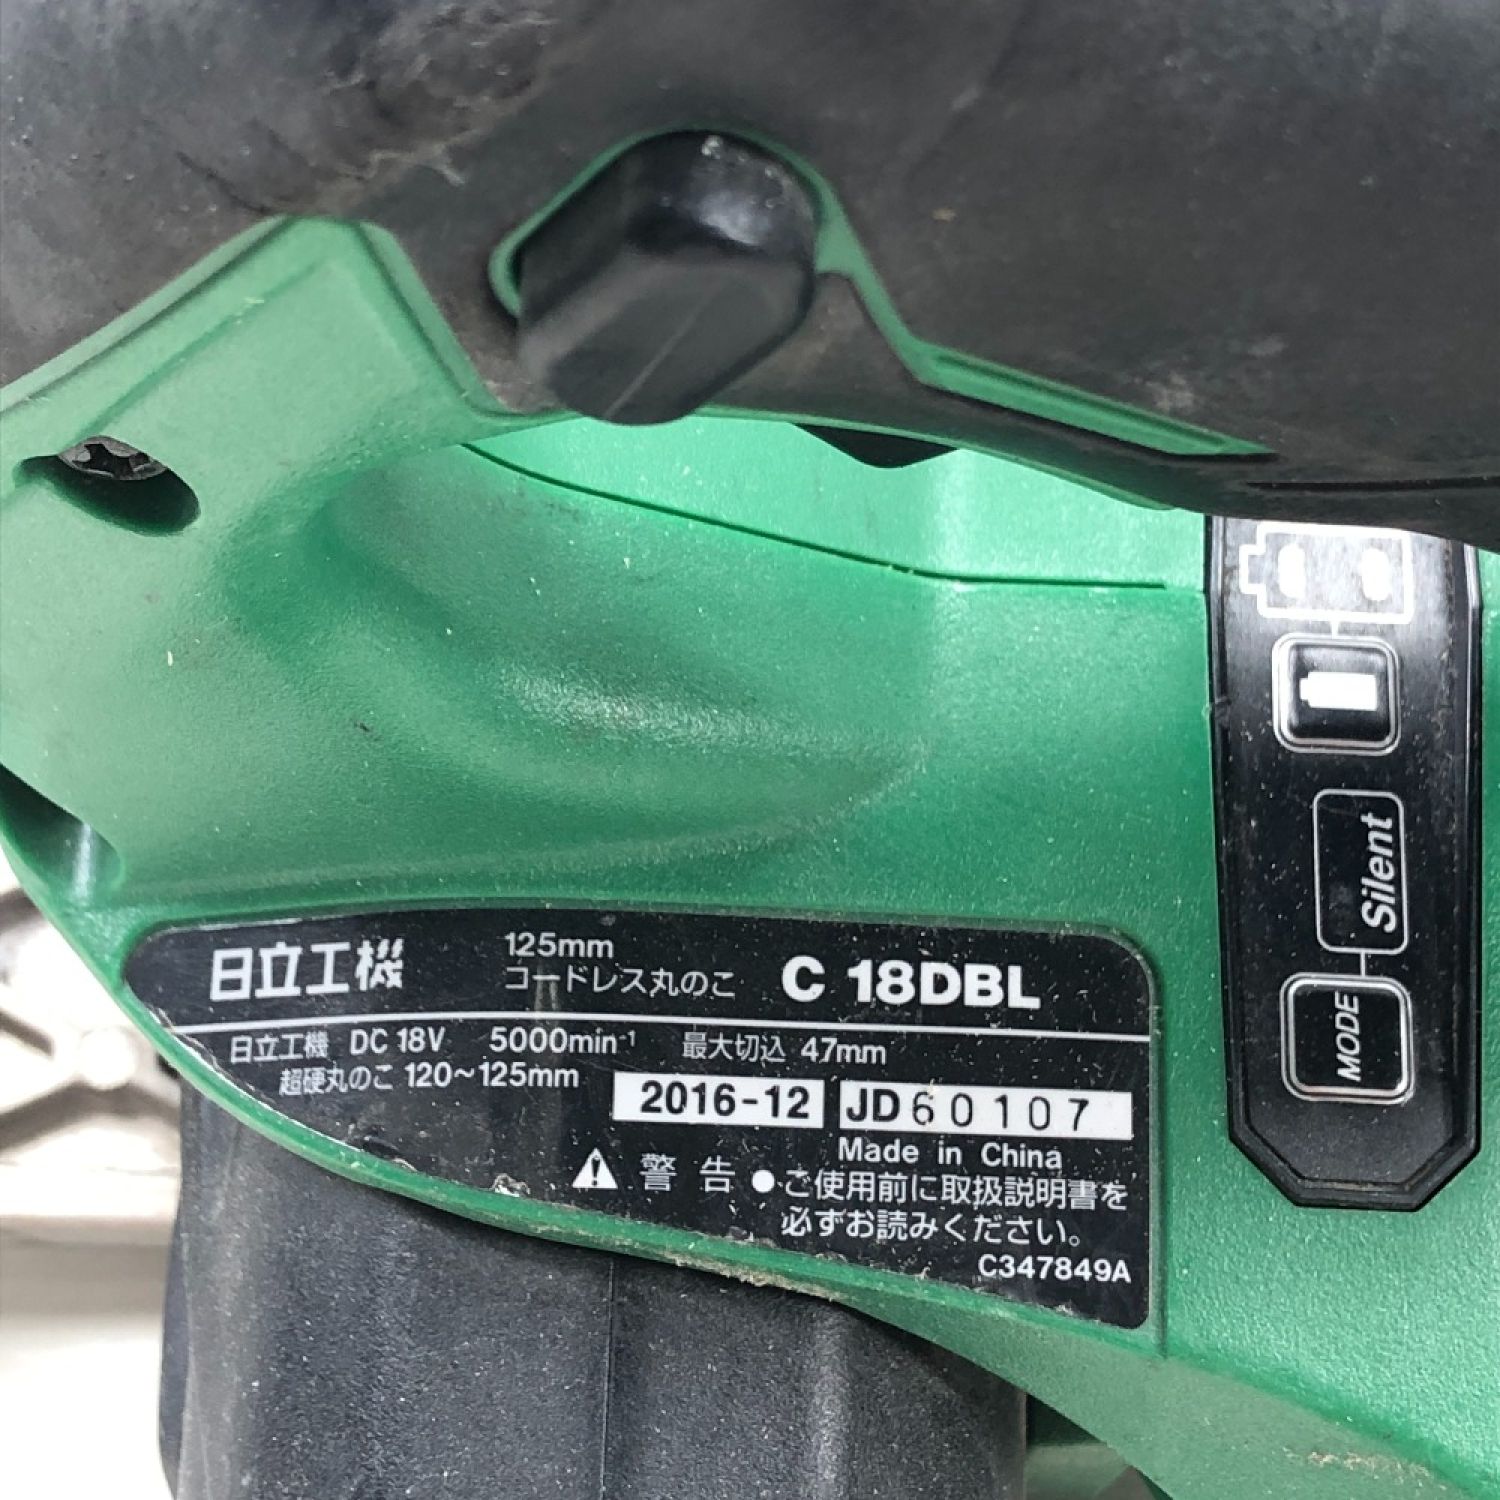 日立工機 125mm コードレス丸のこ C 18DBL
日立工機 DC 18V 5000min⁻¹ 最大切込 47mm
超硬丸のこ 120~125mm
2016-12 JD60107
Made in China
警告 ●ご使用前に取扱説明書を
必ずお読みください。
C347849A
Silent
MODE